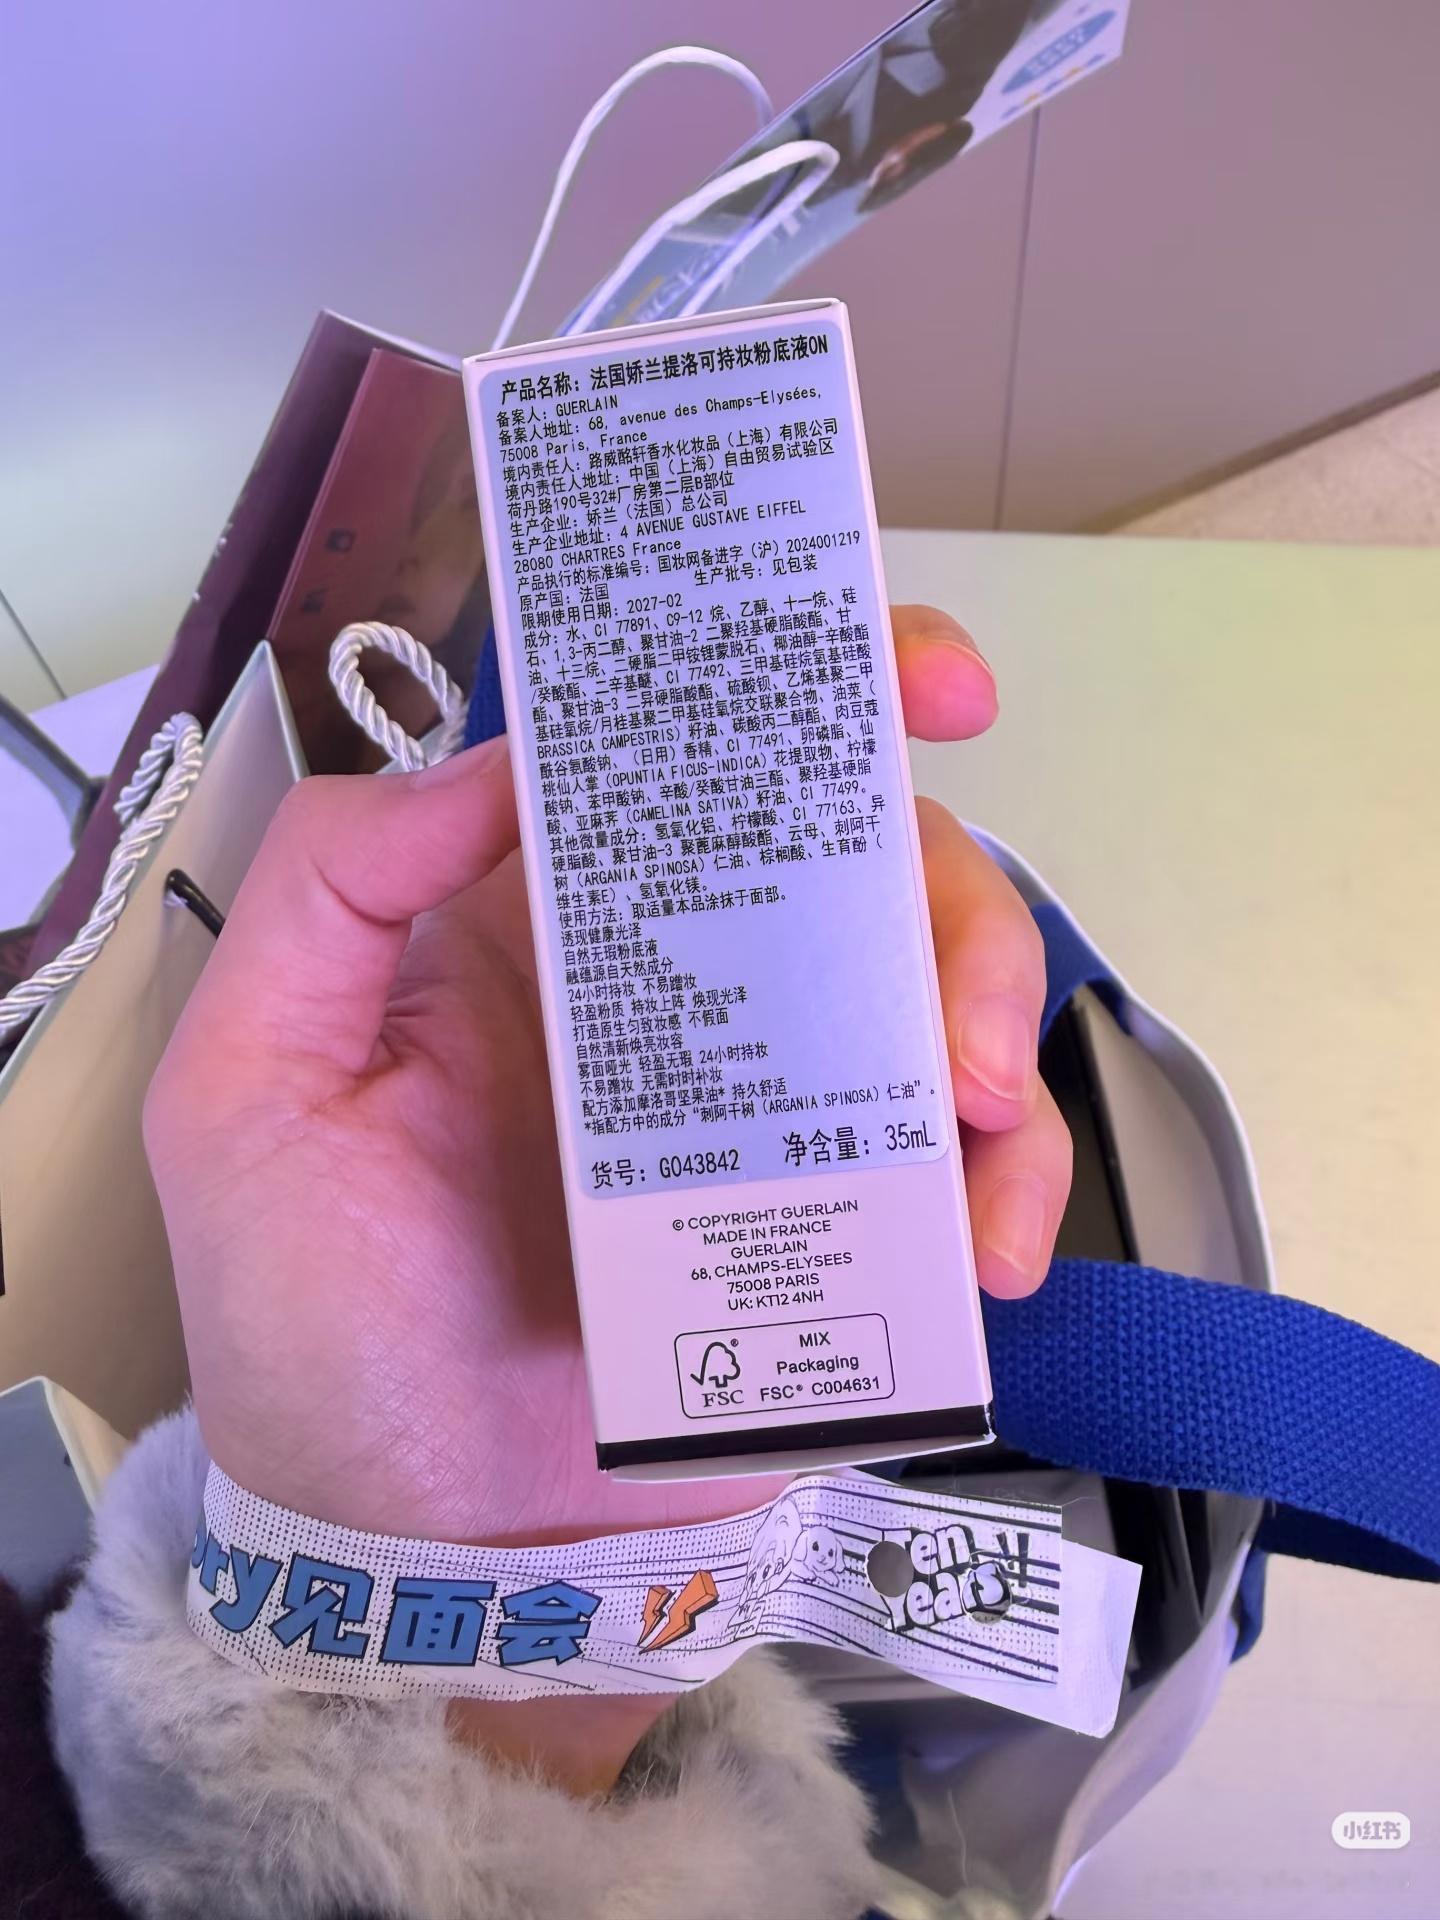 产品名称：法国娇兰提洛可持妆粉底液0N
备案人：GUERLAIN
备案人地址：68, avenue des Champs-Elysées,
75008 Paris, France
境内责任人：路威酩轩香水化妆品（上海）有限公司
境内责任人地址：中国（上海）自由贸易试验区
荷丹路190号32#厂房第二层B部位
生产企业：娇兰（法国）总公司
生产企业地址：4 AVENUE GUSTAVE EIFFEL
28080 CHARTRES France
产品执行的标准编号：国妆网备进字（沪）2024001219
原产国：法国 生产批号：见包装
限期使用日期：2027-02
成分：水、CI 77891、C9-12 烷、乙醇、十一烷、硅
石、1,3-丙二醇、聚甘油-2 二聚羟基硬脂酸酯、甘
油、十三烷、二硬脂二甲铵锂蒙脱石、椰油醇-辛酸酯
/癸酸酯、二辛基醚、CI 77492、三甲基硅烷氧基硅酸
酯、聚甘油-3 二异硬脂酸酯、硫酸钡、乙烯基聚二甲
基硅氧烷/月桂基聚二甲基硅氧烷交联聚合物、油菜（
BRASSICA CAMPESTRIS）籽油、碳酸丙二醇酯、肉豆蔻
酰谷氨酸钠、（日用）香精、CI 77491、卵磷脂、仙
桃仙人掌（OPUNTIA FICUS-INDICA）花提取物、柠檬
酸钠、苯甲酸钠、辛酸/癸酸甘油三酯、聚羟基硬脂
酸、亚麻荠（CAMELINA SATIVA）籽油、CI 77499。
其他微量成分：氢氧化铝、柠檬酸、CI 77163、异
硬脂酸、聚甘油-3 聚蓖麻醇酸酯、云母、刺阿干
树（ARGANIA SPINOSA）仁油、棕榈酸、生育酚（
维生素E）、氢氧化镁。
使用方法：取适量本品涂抹于面部。
透现健康光泽
自然无瑕粉底液
融蕴源自天然成分
24小时持妆 不易蹭妆
轻盈粉质 持妆上阵 焕现光泽
打造原生匀致妆感 不假面
自然清新焕亮妆容
雾面哑光 轻盈无瑕 24小时持妆
不易蹭妆 无需时时补妆
配方添加摩洛哥坚果油* 持久舒适
*指配方中的成分“刺阿干树（ARGANIA SPINOSA）仁油”。
货号：G043842 净含量：35mL
© COPYRIGHT GUERLAIN
MADE IN FRANCE
GUERLAIN
68, CHAMPS-ELYSEES
75008 PARIS
UK: KT12 4NH
MIX
Packaging
FSC® C004631
FSC
ory见面会
Ten
Years!!
小红书